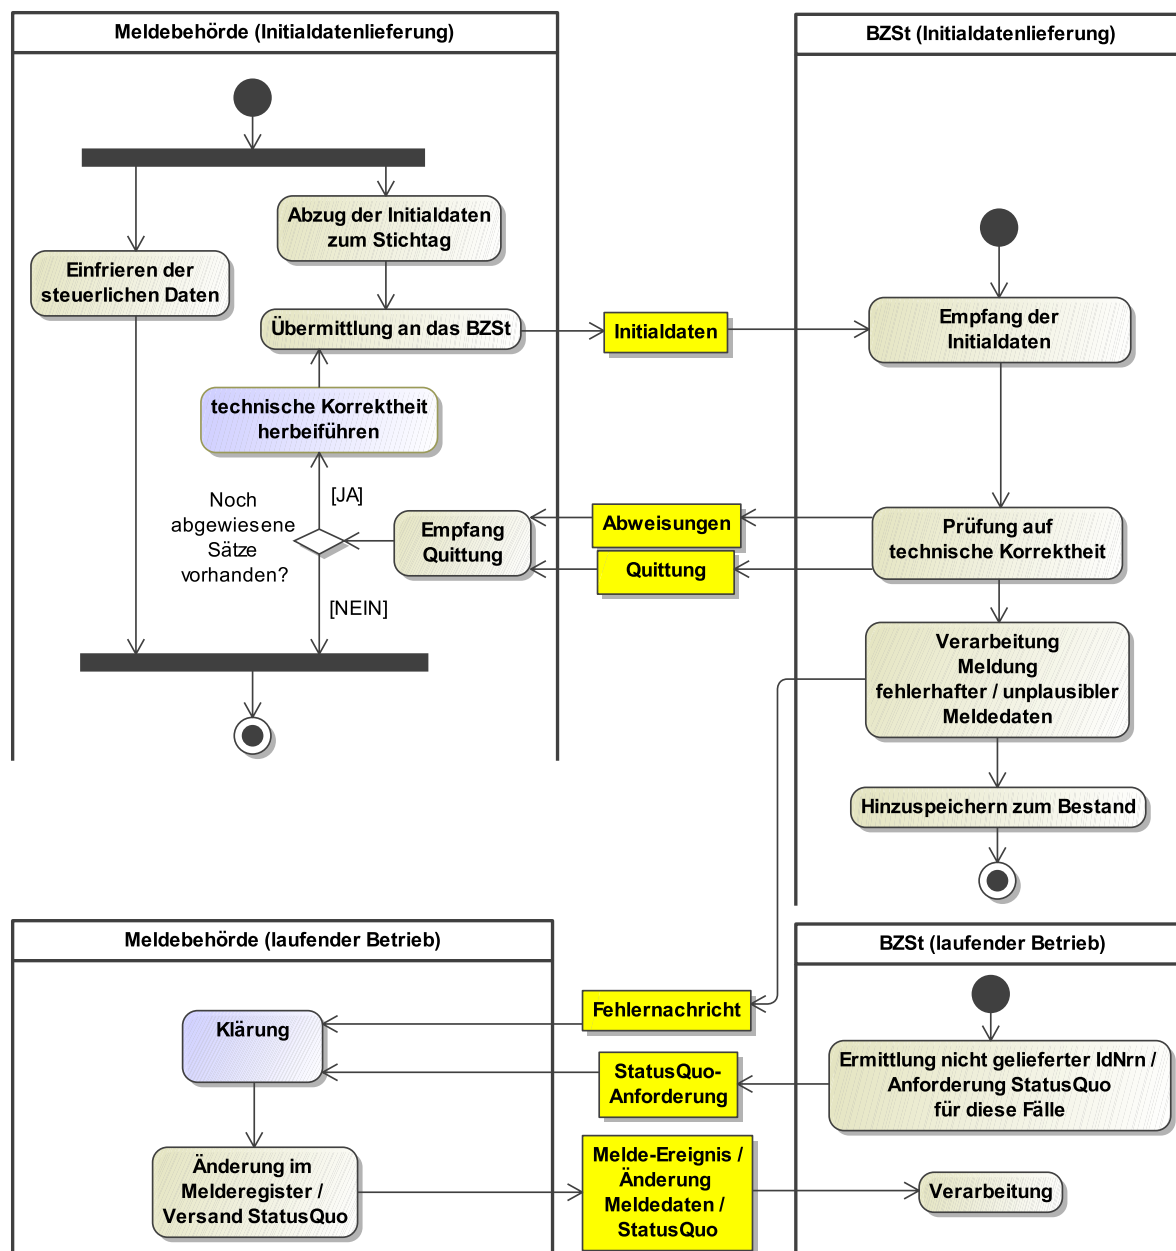 Meldebehörde (Initialdatenlieferung)
BZSt (Initialdatenlieferung)
Abzug der Initialdaten
zum Stichtag
Einfrieren der
steuerlichen Daten
Übermittlung an das BZSt
Initialdaten
Empfang der
Initialdaten
technische Korrektheit
herbeiführen
[JA]
Noch
abgewiesene
Sätze
vorhanden?
[NEIN]
Empfang
Quittung
Abweisungen
Quittung
Prüfung auf
technische Korrektheit
Verarbeitung
Meldung
fehlerhafter / unplausibler
Meldedaten
Hinzuspeichern zum Bestand
Meldebehörde (laufender Betrieb)
BZSt (laufender Betrieb)
Klärung
Fehlernachricht
StatusQuo-
Anforderung
Ermittlung nicht gelieferter IdNrn /
Anforderung StatusQuo
für diese Fälle
Änderung im
Melderegister /
Versand StatusQuo
Melde-Ereignis /
Änderung
Meldedaten /
StatusQuo
Verarbeitung